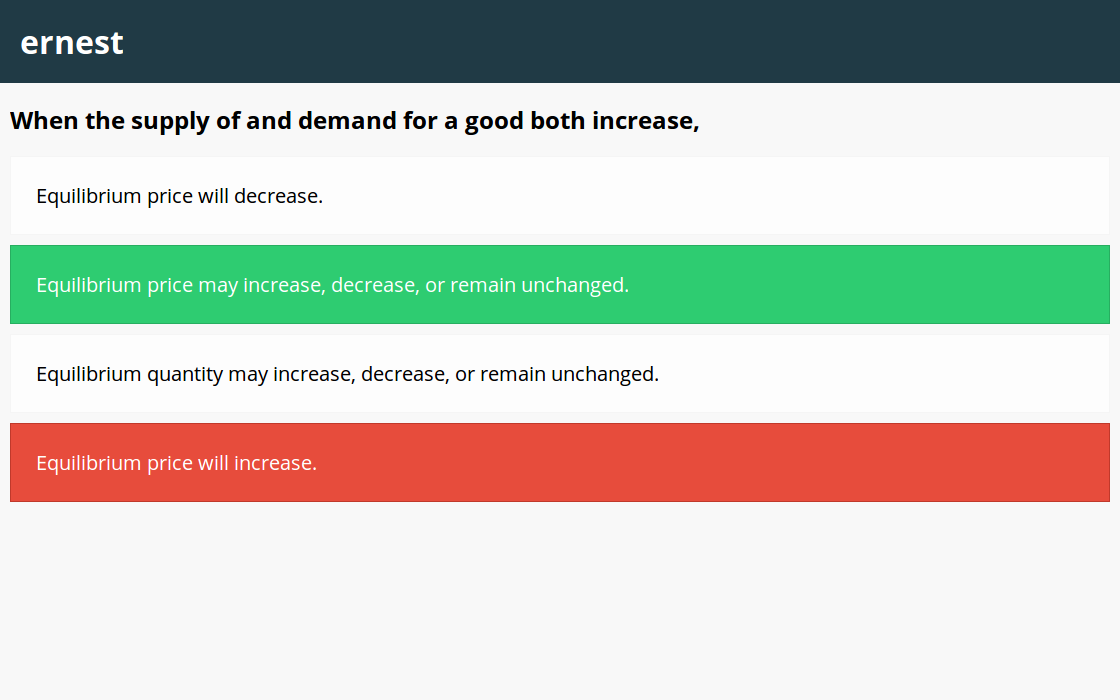 ernest
When the supply of and demand for a good both increase,
Equilibrium price will decrease.
Equilibrium price may increase, decrease, or remain unchanged.
Equilibrium quantity may increase, decrease, or remain unchanged.
Equilibrium price will increase.